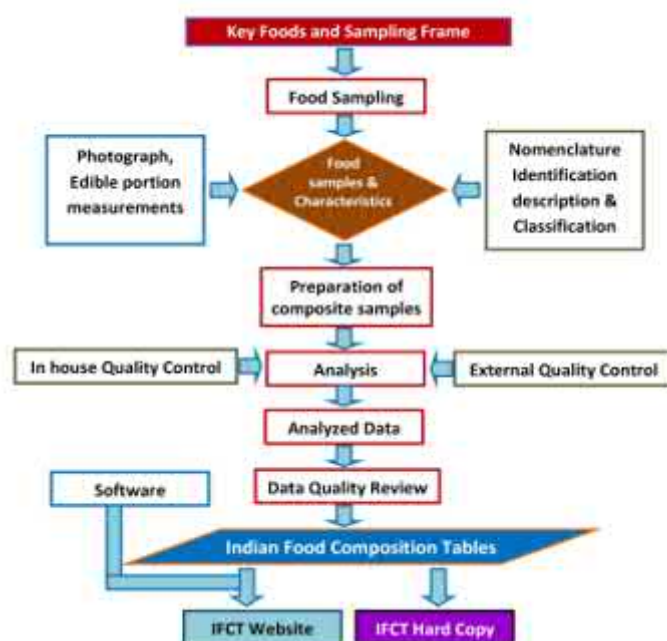 Key Foods and Sampling Frame
Food Sampling
Photograph,
Edible portion
measurements
Food
samples &
Characteristics
Nomenclature
Identification
description &
Classification
Preparation of
composite samples
In house Quality Control
Analysis
External Quality Control
Analyzed Data
Software
Data Quality Review
Indian Food Composition Tables
IFCT Website
IFCT Hard Copy